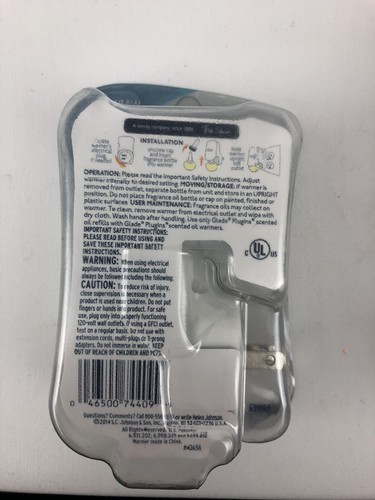 A family company, since 1886
INSTALLATION
OPERATION: Please read the Important Safety Instructions. Adjust
warmer intensity to desired setting. MOVING/STORAGE: If warmer is
removed from outlet, separate bottle from unit and store in an UPRIGHT
position. Do not place fragrance oil bottle or cap on painted, finished or
plastic surfaces. USER MAINTENANCE: Fragrance oils may collect on
warmer. To clean, remove warmer from electrical outlet and wipe with
dry cloth. Wash hands after handling. Use only Glade® PlugIns® scented
oil refills with Glade® PlugIns® scented oil warmers.
IMPORTANT SAFETY INSTRUCTIONS:
PLEASE READ BEFORE USING AND
SAVE THESE IMPORTANT SAFETY
INSTRUCTIONS.
WARNING: When using electrical
appliances, basic precautions should
always be followed including the following:
CAUTION: To reduce risk of injury,
close supervision is necessary when a
product is used near children. Do not put
fingers or hands into product. For safe
use, plug only into properly functioning
120-volt wall outlets. If using a GFCI outlet,
test on a regular basis. Do not use with
extension cords, multi-plugs or 3-prong
adapters. Do not immerse in water. KEEP
OUT OF REACH OF CHILDREN AND PETS.
C UL US
0 46500 74409
Questions? Comments? Call 800-558- or write Helen Johnson,
©2014 S.C. Johnson & Son, Inc. WI 53403-2236 U.S.A.
All Rights Reserved.
Warmer made in China.